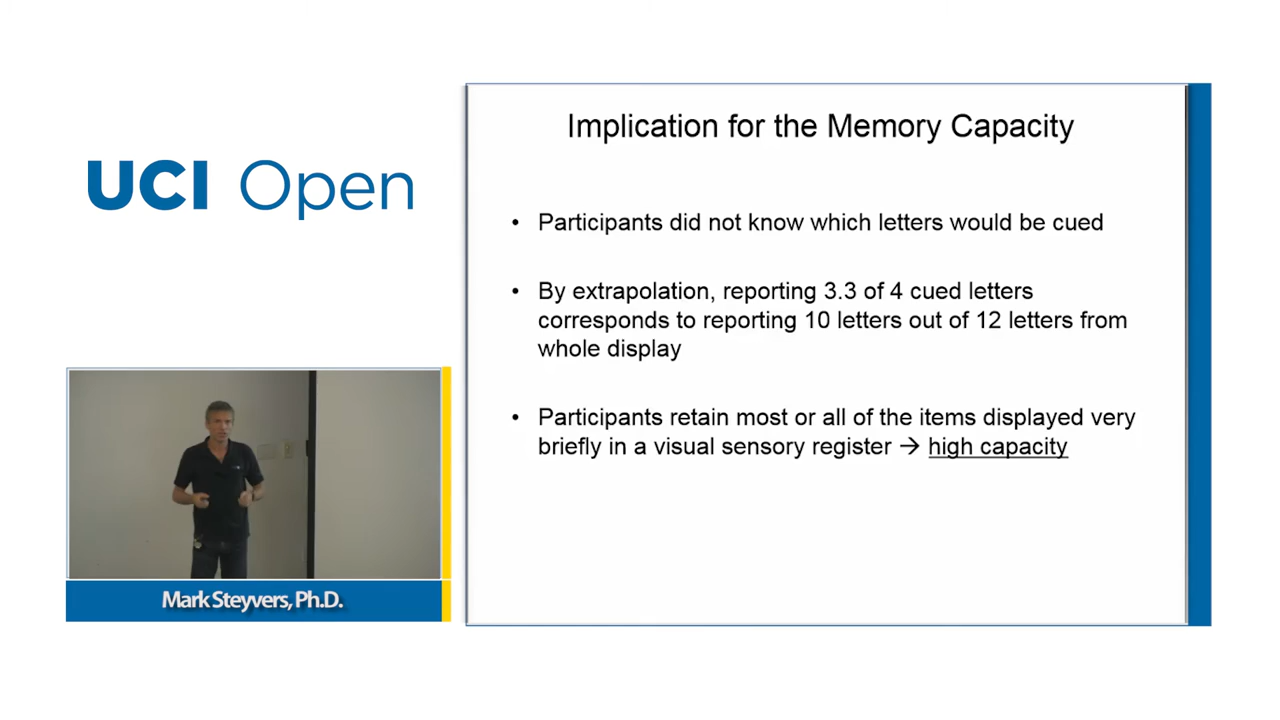 UCI Open
Implication for the Memory Capacity
• Participants did not know which letters would be cued
• By extrapolation, reporting 3.3 of 4 cued letters
corresponds to reporting 10 letters out of 12 letters from
whole display
• Participants retain most or all of the items displayed very
briefly in a visual sensory register → high capacity
Mark Steyvers, Ph.D.